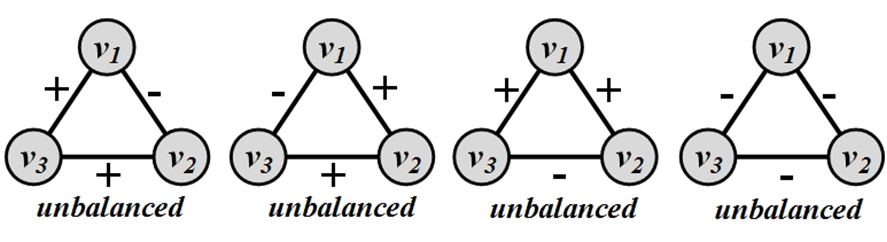 v1 v1 v1 v1
+ - - + + + - -
v3 v2 v3 v2 v3 v2 v3 v2
+ + - -
unbalanced unbalanced unbalanced unbalanced